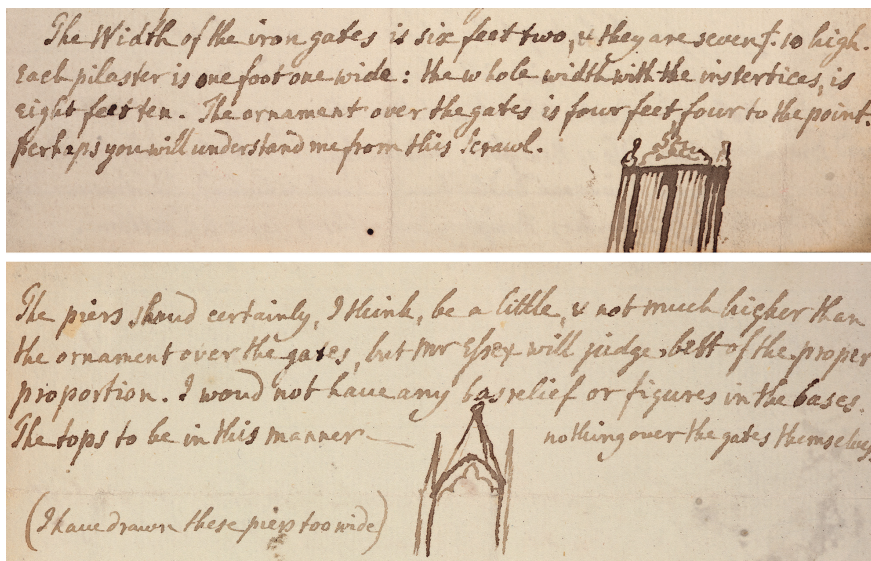 The Width of the iron gates is six feet two, & they are seven f. 10 high.
Each pilaster is one foot one wide: the whole width with the interstices, is
eight feet ten. The ornament over the gates is four feet four to the point.
perhaps you will understand me from this scrawl.
The piers shoud certainly, I think, be a little, & not much higher than
the ornament over the gates, but Mr Essex will judge best of the proper
proportion. I woud not have any basrelief or figures in the bases.
The tops to be in this manner— nothing over the gates themselves
(I have drawn these piers too wide)